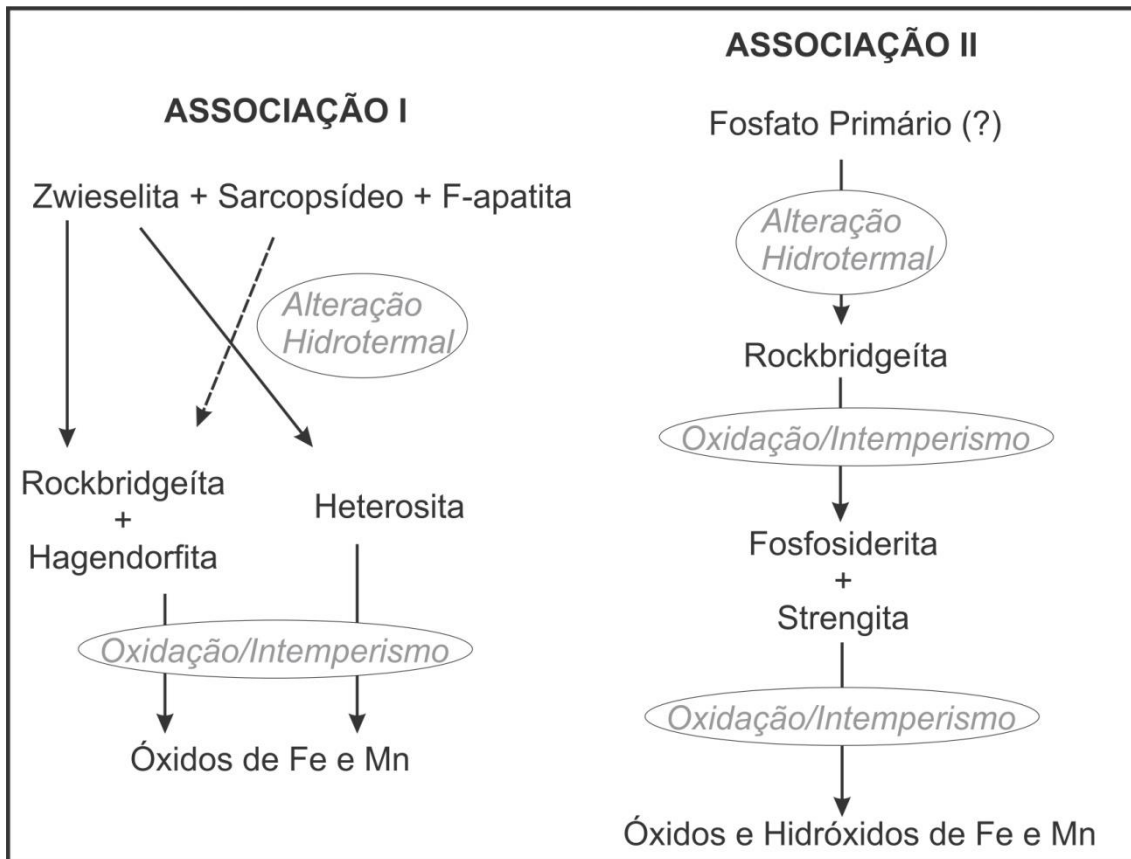 ASSOCIAÇÃO I
Zwieselita + Sarcopsídeo + F-apatita
Alteração
Hidrotermal
Rockbridgeíta
+
Hagendorfita
Heterosita
Oxidação/Intemperismo
Óxidos de Fe e Mn
ASSOCIAÇÃO II
Fosfato Primário (?)
Alteração
Hidrotermal
Rockbridgeíta
Oxidação/Intemperismo
Fosfosiderita
+
Strengita
Oxidação/Intemperismo
Óxidos e Hidróxidos de Fe e Mn